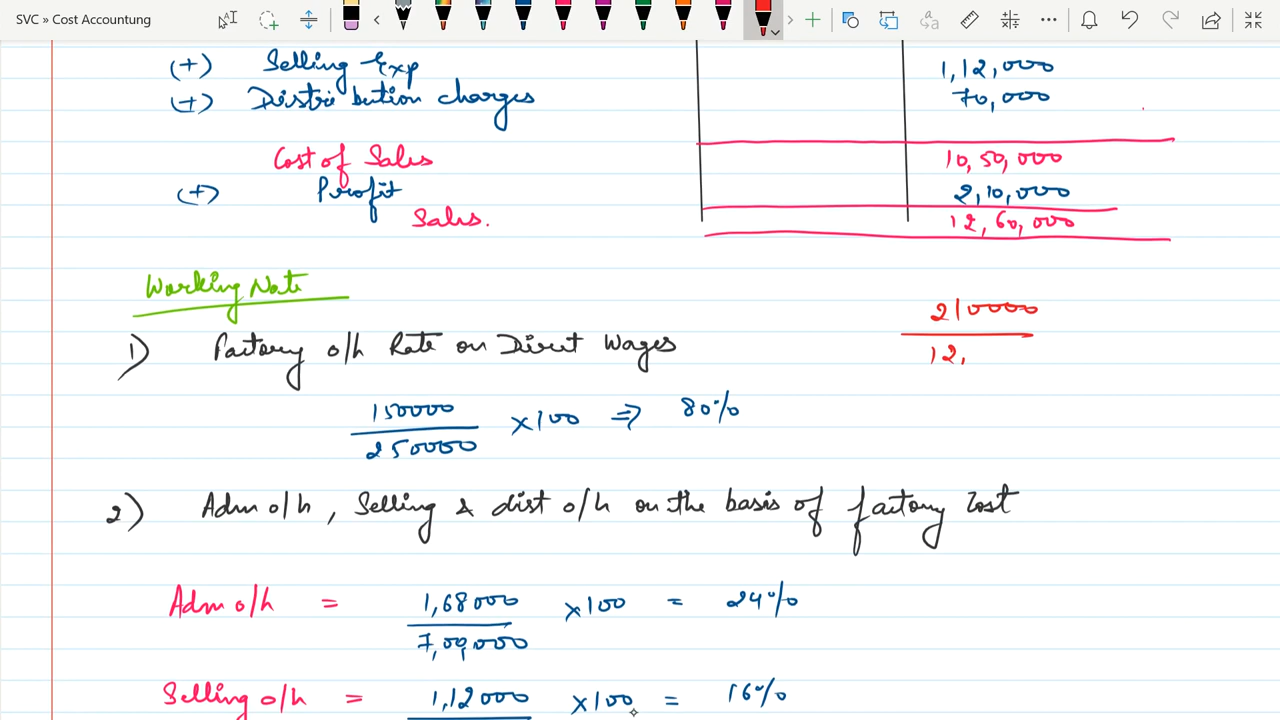 SVC » Cost Accountung
(+) Selling Exp 1,12,000
(+) Distribution charges 70,000
Cost of Sales 10,50,000
(+) Profit 2,10,000
Sales. 12,60,000
Working Note
210000
1) Factory o/h Rate on Direct Wages 12,
150000
x100 ⇒ 80%
250000
2) Adm o/h, Selling & dist o/h on the basis of factory Cost
Adm o/h = 1,68000 x100 = 24%
7,00,000
Selling o/h = 1,12000 x100 = 16%